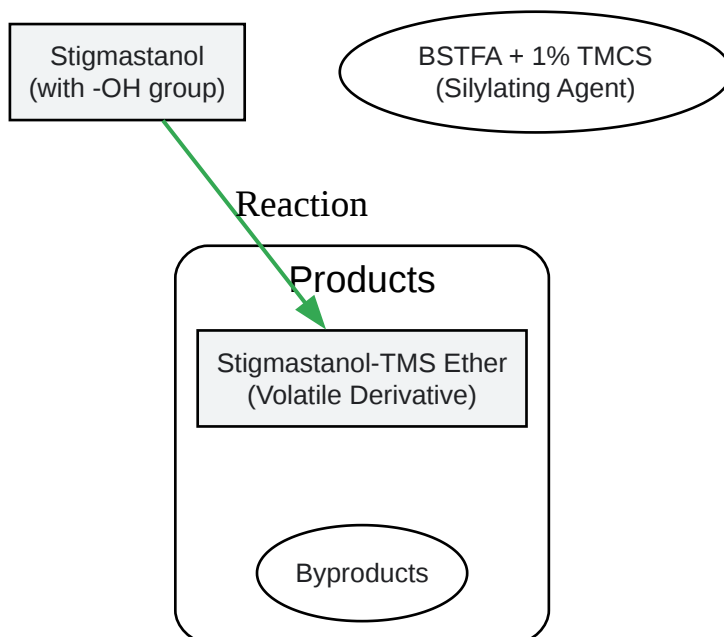 Stigmastanol
(with -OH group)
BSTFA + 1% TMCS
(Silylating Agent)
Reaction
Products
Stigmastanol-TMS Ether
(Volatile Derivative)
Byproducts